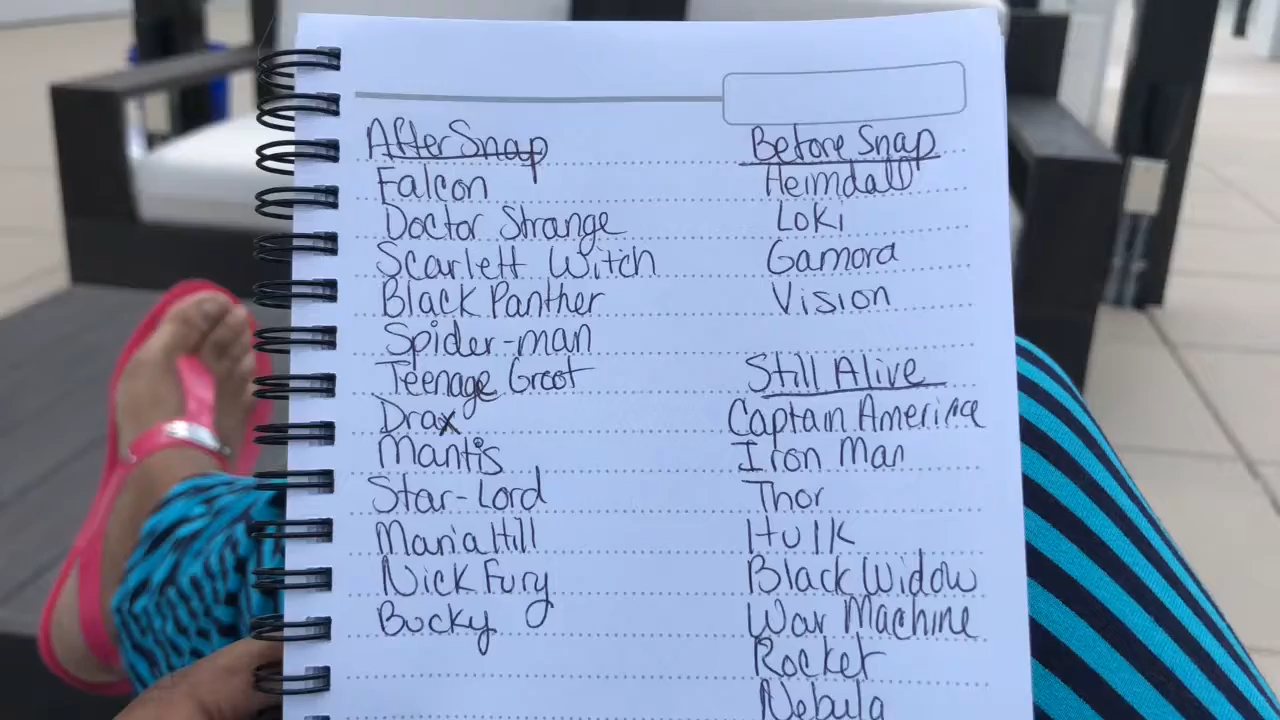 After Snap
Falcon
Doctor Strange
Scarlett Witch
Black Panther
Spider-man
Teenage Groot
Drax
Mantis
Star-Lord
Maria Hill
Nick Fury
Bucky
Before Snap
Heimdall
Loki
Gamora
Vision
Still Alive
Captain America
Iron Man
Thor
Hulk
Black Widow
War Machine
Rocket
Nebula